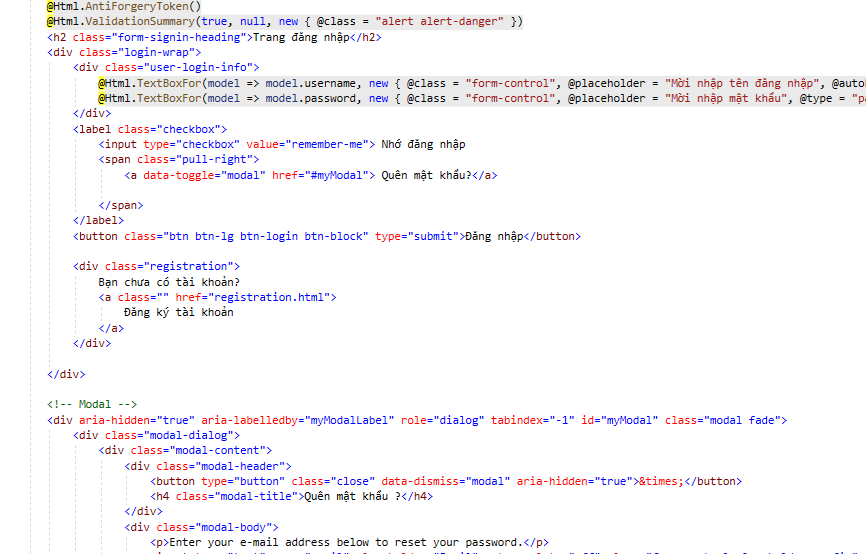 @Html.AntiForgeryToken()
@Html.ValidationSummary(true, null, new { @class = "alert alert-danger" })
<h2 class="form-signin-heading">Trang đăng nhập</h2>
<div class="login-wrap">
<div class="user-login-info">
@Html.TextBoxFor(model => model.username, new { @class = "form-control", @placeholder = "Mời nhập tên đăng nhập", @autof
@Html.TextBoxFor(model => model.password, new { @class = "form-control", @placeholder = "Mời nhập mật khẩu", @type = "pa
</div>
<label class="checkbox">
<input type="checkbox" value="remember-me"> Nhớ đăng nhập
<span class="pull-right">
<a data-toggle="modal" href="#myModal"> Quên mật khẩu?</a>
</span>
</label>
<button class="btn btn-lg btn-login btn-block" type="submit">Đăng nhập</button>
<div class="registration">
Bạn chưa có tài khoản?
<a class="" href="registration.html">
Đăng ký tài khoản
</a>
</div>
</div>
<!-- Modal -->
<div aria-hidden="true" aria-labelledby="myModalLabel" role="dialog" tabindex="-1" id="myModal" class="modal fade">
<div class="modal-dialog">
<div class="modal-content">
<div class="modal-header">
<button type="button" class="close" data-dismiss="modal" aria-hidden="true">&times;</button>
<h4 class="modal-title">Quên mật khẩu ?</h4>
</div>
<div class="modal-body">
<p>Enter your e-mail address below to reset your password.</p>